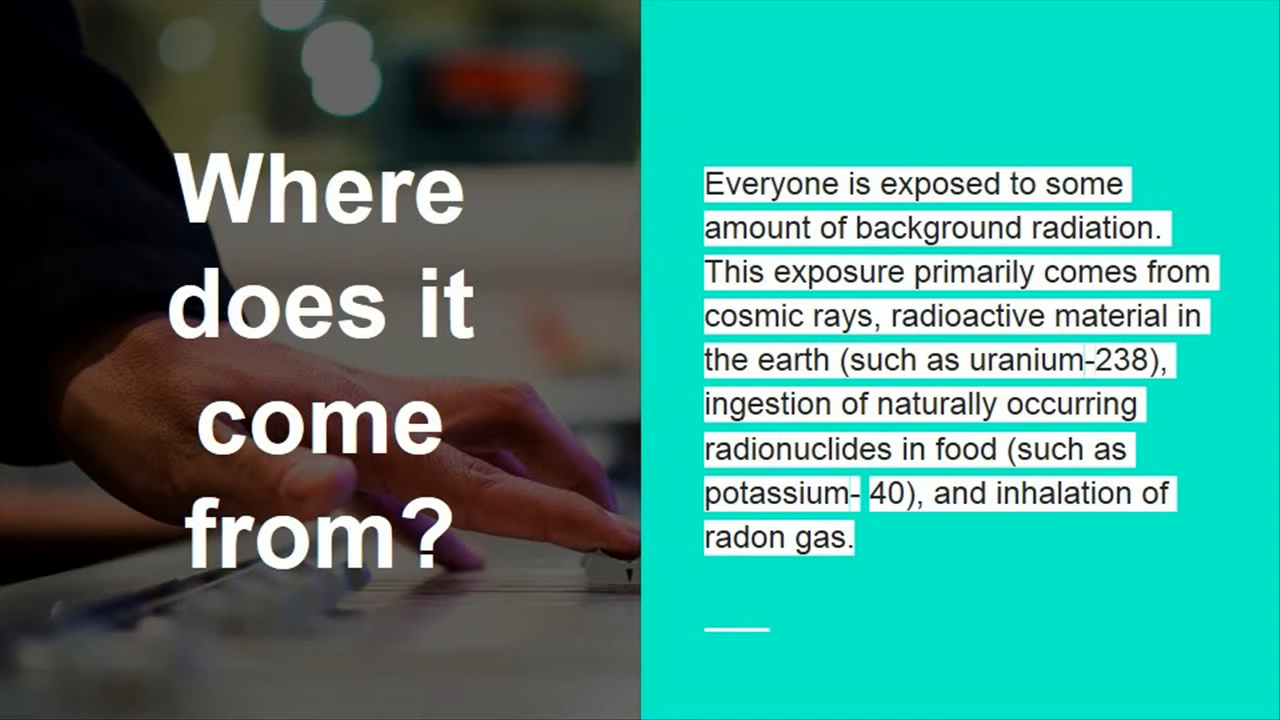 Where
does it
come
from?
Everyone is exposed to some
amount of background radiation.
This exposure primarily comes from
cosmic rays, radioactive material in
the earth (such as uranium-238),
ingestion of naturally occurring
radionuclides in food (such as
potassium- 40), and inhalation of
radon gas.